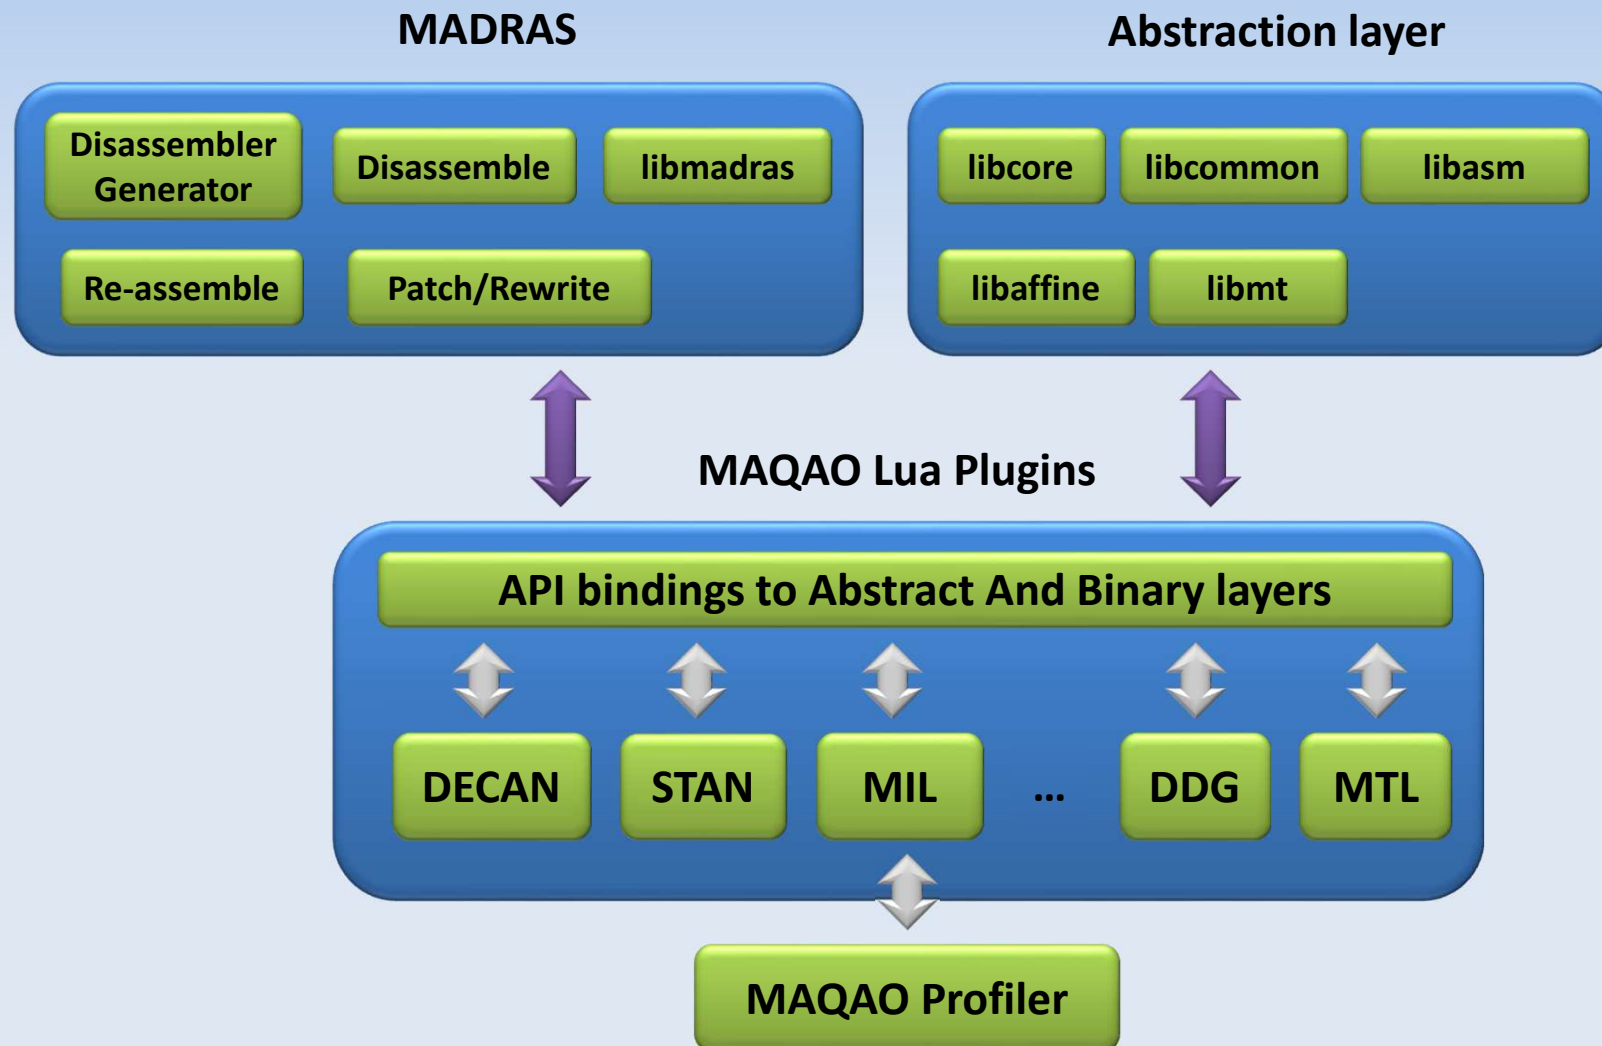 MADRAS
Abstraction layer
Disassembler
Generator
Disassemble
libmadras
Re-assemble
Patch/Rewrite
libcore
libcommon
libasm
libaffine
libmt
MAQAO Lua Plugins
API bindings to Abstract And Binary layers
DECAN
STAN
MIL
...
DDG
MTL
MAQAO Profiler